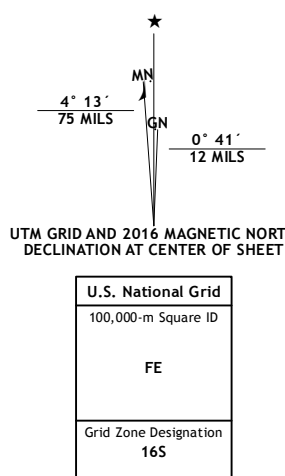 ★
MN
4° 13´
75 MILS
GN
0° 41´
12 MILS
UTM GRID AND 2016 MAGNETIC NORT
DECLINATION AT CENTER OF SHEET
U.S. National Grid
100,000-m Square ID
FE
Grid Zone Designation
16S